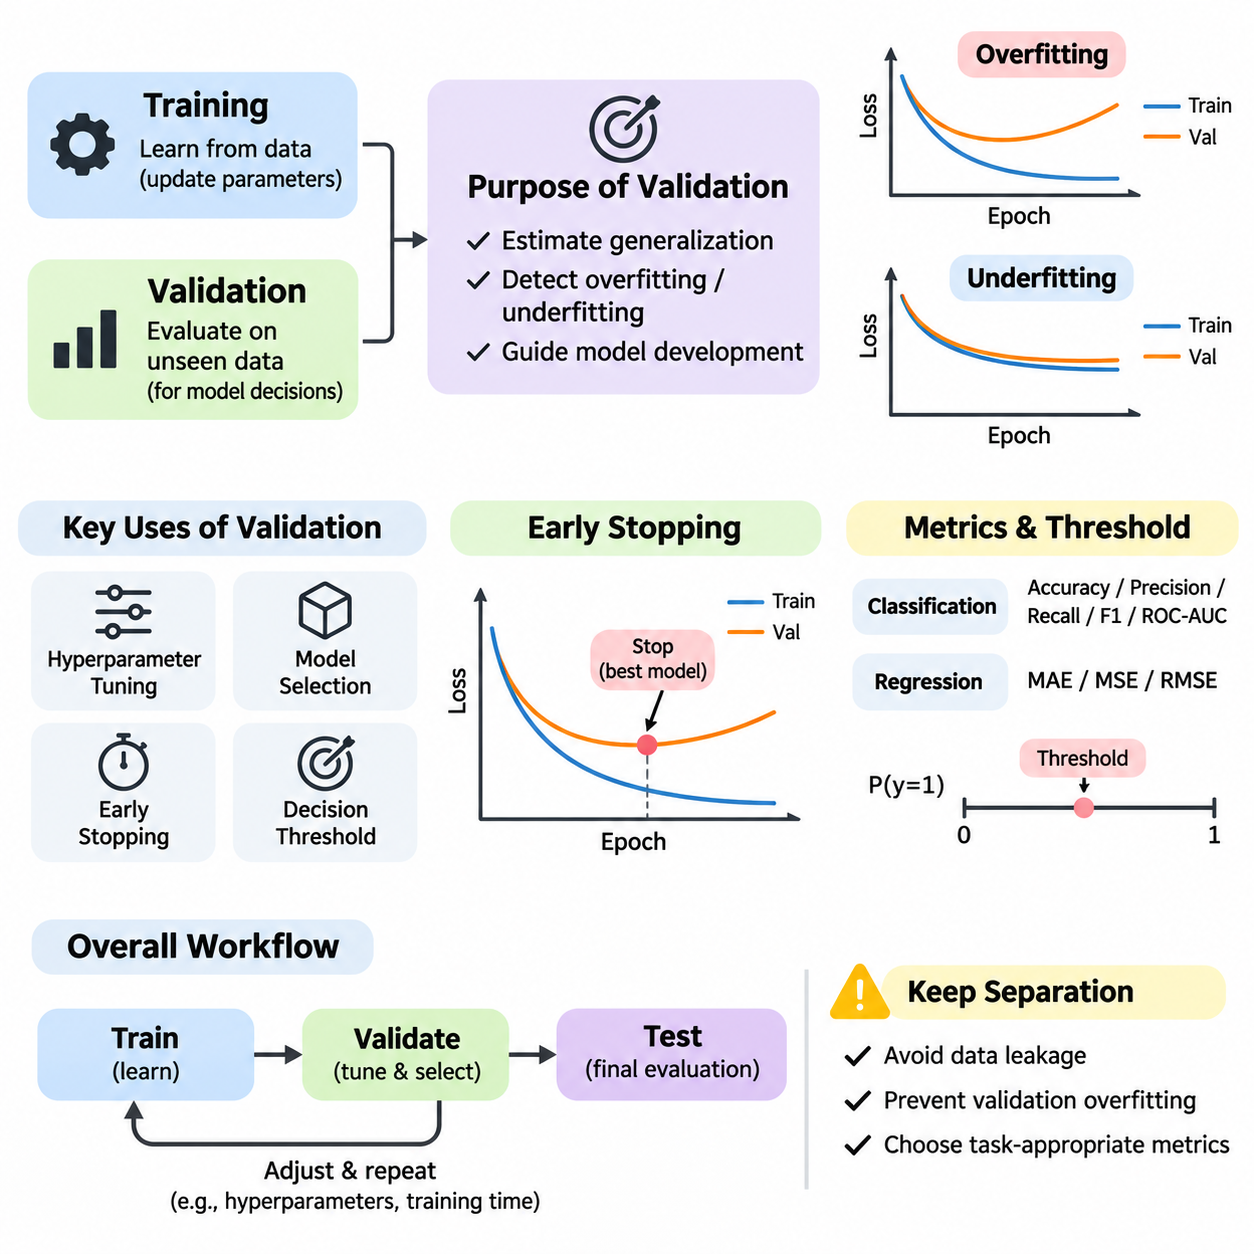 Training
Learn from data
(update parameters)
Validation
Evaluate on
unseen data
(for model decisions)
Purpose of Validation
Estimate generalization
Detect overfitting /
underfitting
Guide model development
Overfitting
Loss
Train
Val
Epoch
Underfitting
Loss
Train
Val
Epoch
Key Uses of Validation
Hyperparameter
Tuning
Model
Selection
Early
Stopping
Decision
Threshold
Early Stopping
Train
Val
Stop
(best model)
Loss
Epoch
Metrics & Threshold
Classification
Accuracy / Precision /
Recall / F1 / ROC-AUC
Regression
MAE / MSE / RMSE
Threshold
P(y=1)
0
1
Overall Workflow
Train
(learn)
Validate
(tune & select)
Test
(final evaluation)
Adjust & repeat
(e.g., hyperparameters, training time)
Keep Separation
Avoid data leakage
Prevent validation overfitting
Choose task-appropriate metrics